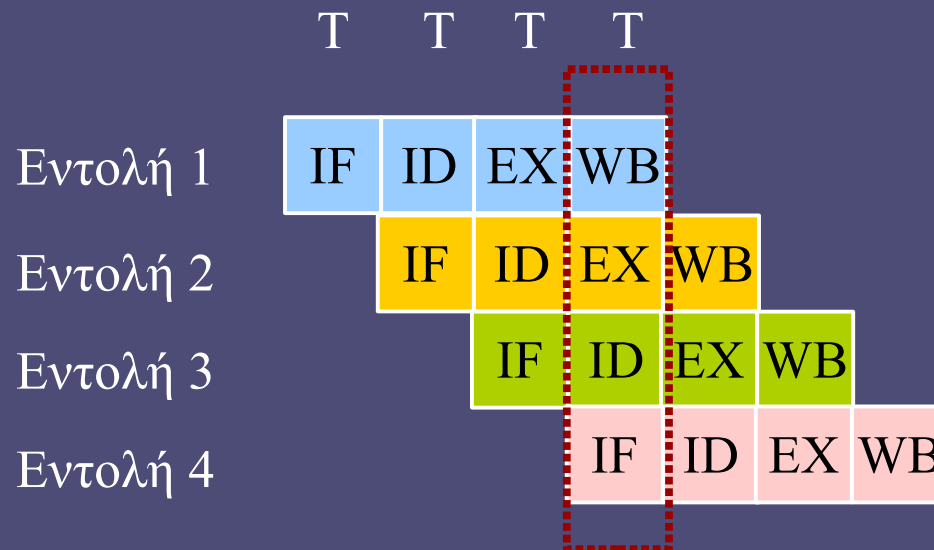 T T T T
Εντολή 1 IF ID EX WB
Εντολή 2 IF ID EX WB
Εντολή 3 IF ID EX WB
Εντολή 4 IF ID EX WB